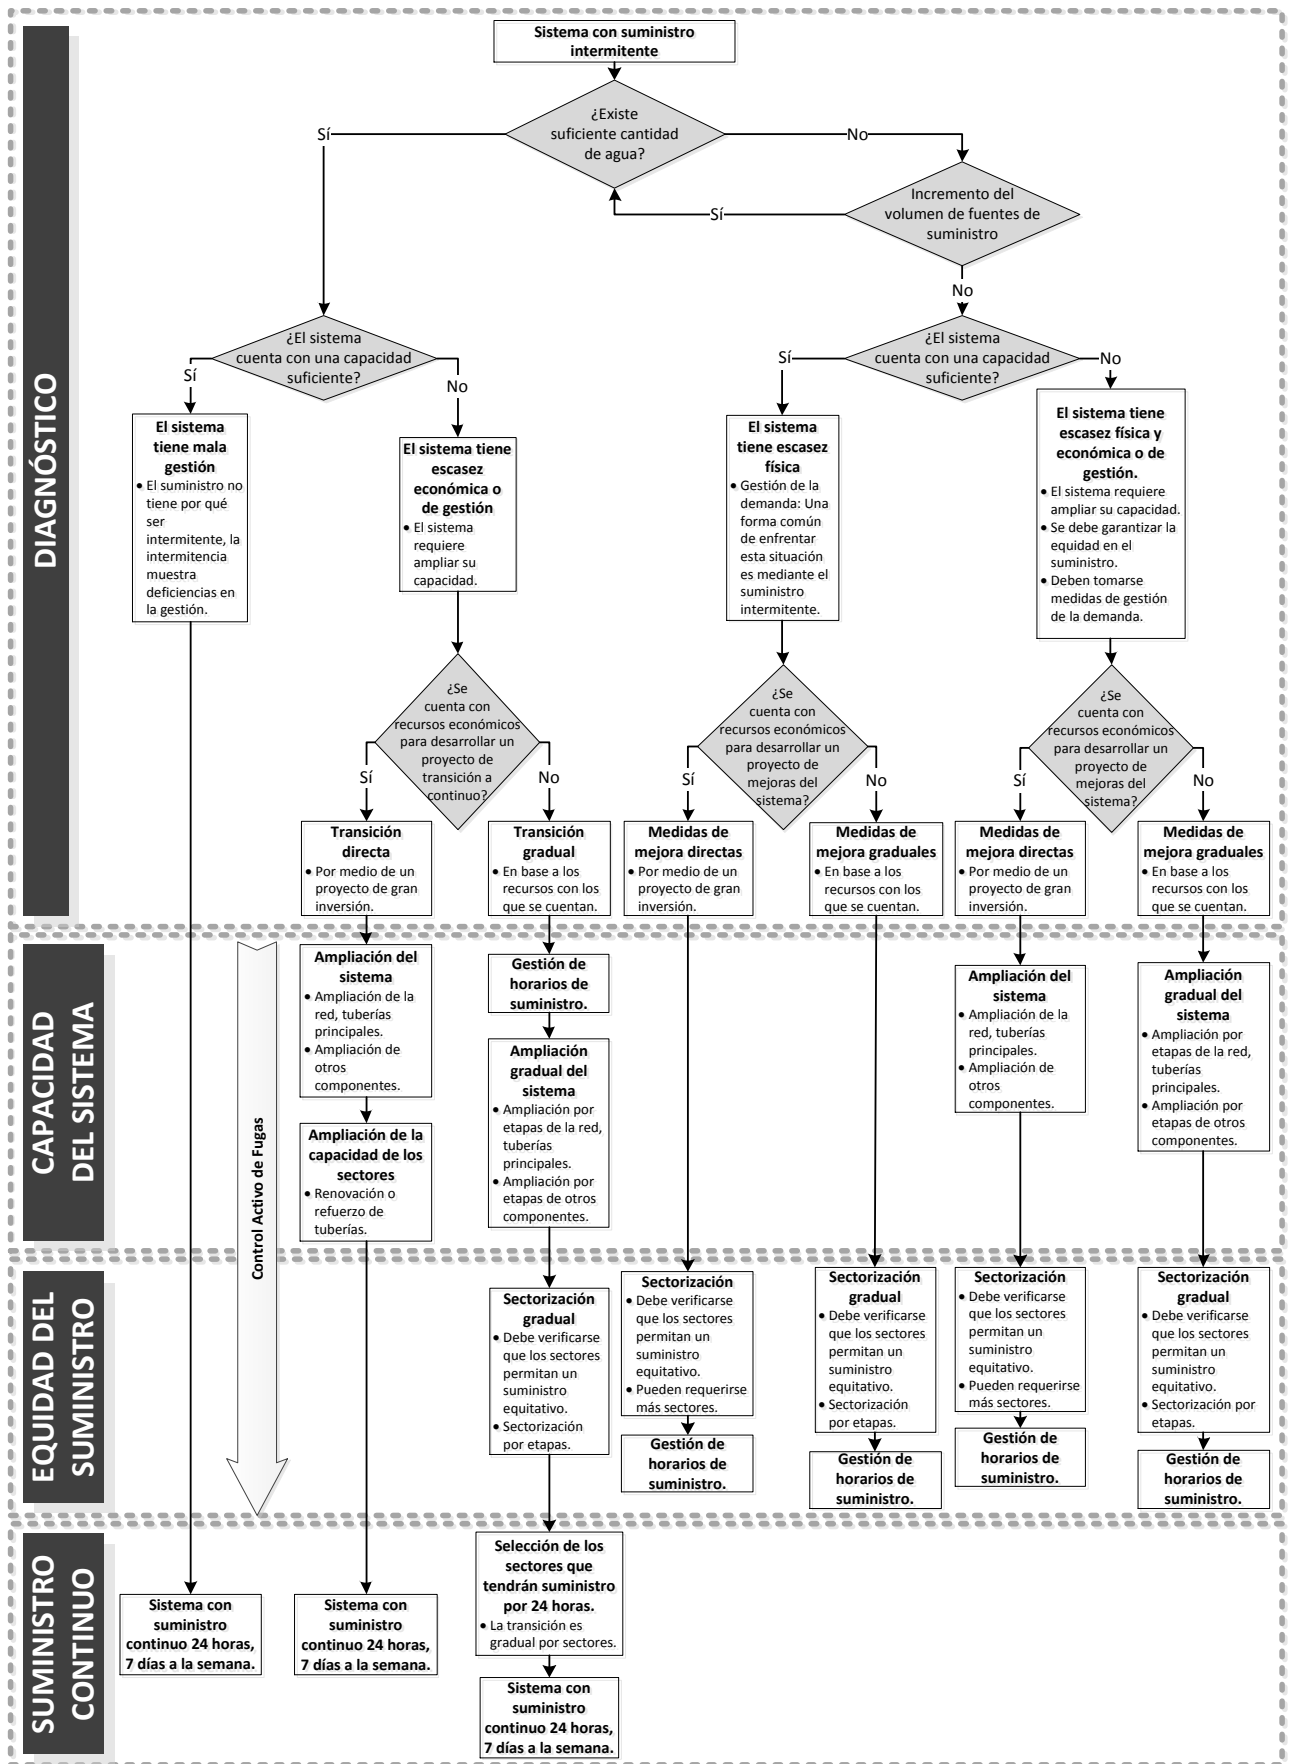 DIAGNÓSTICO
Sistema con suministro
intermitente
¿Existe
suficiente cantidad
de agua?
Sí
No
Incremento del
volumen de fuentes de
suministro
Sí
No
¿El sistema
cuenta con una capacidad
suficiente?
Sí
No
¿El sistema
cuenta con una capacidad
suficiente?
Sí
No
El sistema
tiene mala
gestión
• El suministro no
tiene por qué
ser
intermitente, la
intermitencia
muestra
deficiencias en
la gestión.
El sistema tiene
escasez
económica o
de gestión
• El sistema
requiere
ampliar su
capacidad.
El sistema
tiene escasez
física
• Gestión de la
demanda: Una
forma común
de enfrentar
esta situación
es mediante el
suministro
intermitente.
El sistema tiene
escasez física y
económica o de
gestión.
• El sistema requiere
ampliar su capacidad.
• Se debe garantizar la
equidad en el
suministro.
• Deben tomarse
medidas de gestión
de la demanda.
¿Se
cuenta con
recursos económicos
para desarrollar un
proyecto de
transición a
continuo?
Sí
No
¿Se
cuenta con
recursos económicos
para desarrollar un
proyecto de
mejoras del
sistema?
Sí
No
¿Se
cuenta con
recursos económicos
para desarrollar un
proyecto de
mejoras del
sistema?
Sí
No
Transición
directa
• Por medio de un
proyecto de gran
inversión.
Transición
gradual
• En base a los
recursos con los
que se cuentan.
Medidas de
mejora directas
• Por medio de un
proyecto de gran
inversión.
Medidas de
mejora graduales
• En base a los
recursos con los
que se cuentan.
Medidas de
mejora directas
• Por medio de un
proyecto de gran
inversión.
Medidas de
mejora graduales
• En base a los
recursos con los
que se cuentan.
CAPACIDAD
DEL SISTEMA
Control Activo de Fugas
Ampliación del
sistema
• Ampliación de la
red, tuberías
principales.
• Ampliación de
otros
componentes.
Ampliación de la
capacidad de los
sectores
• Renovación o
refuerzo de
tuberías.
Gestión de
horarios de
suministro.
Ampliación
gradual del
sistema
• Ampliación por
etapas de la red,
tuberías
principales.
• Ampliación por
etapas de otros
componentes.
Ampliación del
sistema
• Ampliación de la
red, tuberías
principales.
• Ampliación de
otros
componentes.
Ampliación
gradual del
sistema
• Ampliación por
etapas de la red,
tuberías
principales.
• Ampliación por
etapas de otros
componentes.
EQUIDAD DEL
SUMINISTRO
Sectorización
gradual
• Debe verificarse
que los sectores
permitan un
suministro
equitativo.
• Sectorización
por etapas.
Sectorización
• Debe verificarse
que los sectores
permitan un
suministro
equitativo.
• Pueden requerirse
más sectores.
Gestión de
horarios de
suministro.
Sectorización
gradual
• Debe verificarse
que los sectores
permitan un
suministro
equitativo.
• Sectorización
por etapas.
Gestión de
horarios de
suministro.
Sectorización
• Debe verificarse
que los sectores
permitan un
suministro
equitativo.
• Pueden requerirse
más sectores.
Gestión de
horarios de
suministro.
Sectorización
gradual
• Debe verificarse
que los sectores
permitan un
suministro
equitativo.
• Sectorización por
etapas.
Gestión de
horarios de
suministro.
SUMINISTRO
CONTINUO
Sistema con
suministro
continuo 24 horas,
7 días a la semana.
Sistema con
suministro
continuo 24 horas,
7 días a la semana.
Selección de los
sectores que
tendrán suministro
por 24 horas.
• La transición es
gradual por sectores.
Sistema con
suministro
continuo 24 horas,
7 días a la semana.